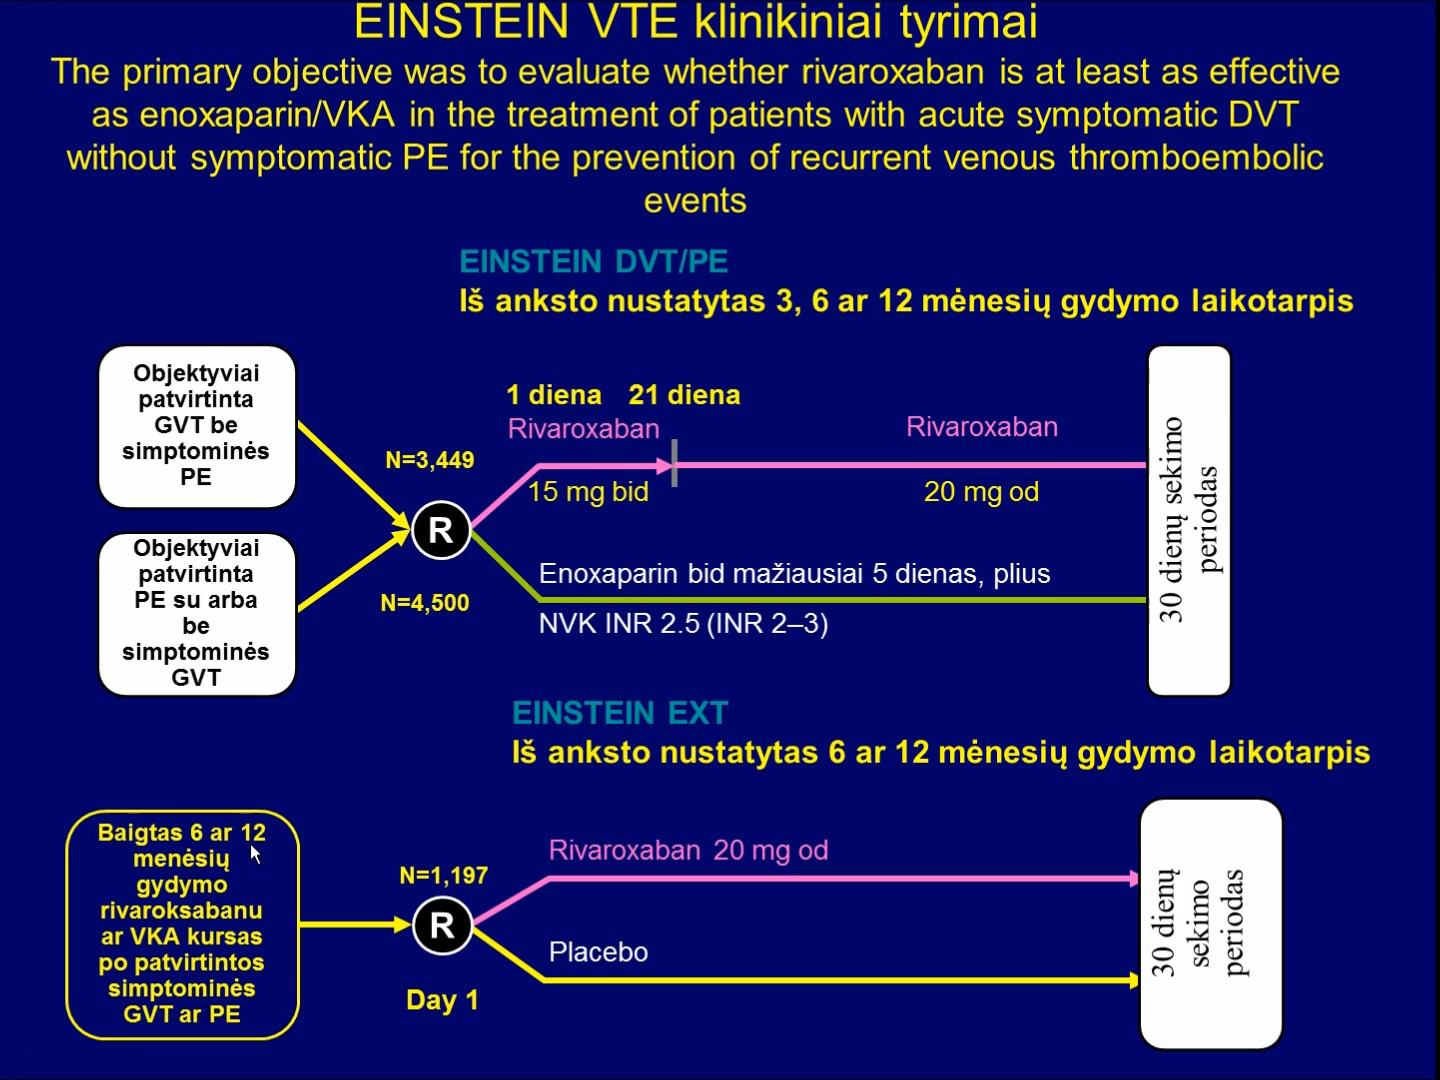 EINSTEIN VTE klinikiniai tyrimai
The primary objective was to evaluate whether rivaroxaban is at least as effective
as enoxaparin/VKA in the treatment of patients with acute symptomatic DVT
without symptomatic PE for the prevention of recurrent venous thromboembolic
events
EINSTEIN DVT/PE
Iš anksto nustatytas 3, 6 ar 12 mėnesių gydymo laikotarpis
Objektyviai
patvirtinta
GVT be
simptominės
PE
Objektyviai
patvirtinta
PE su arba
be
simptominės
GVT
N=3,449
R
N=4,500
1 diena 21 diena
Rivaroxaban
15 mg bid
Rivaroxaban
20 mg od
Enoxaparin bid mažiausiai 5 dienas, plius
NVK INR 2.5 (INR 2–3)
30 dienų sekimo
periodas
EINSTEIN EXT
Iš anksto nustatytas 6 ar 12 mėnesių gydymo laikotarpis
Baigtas 6 ar 12
menėsių
gydymo
rivaroksabanu
ar VKA kursas
po patvirtintos
simptominės
GVT ar PE
N=1,197
R
Day 1
Rivaroxaban 20 mg od
Placebo
30 dienų
sekimo
periodas